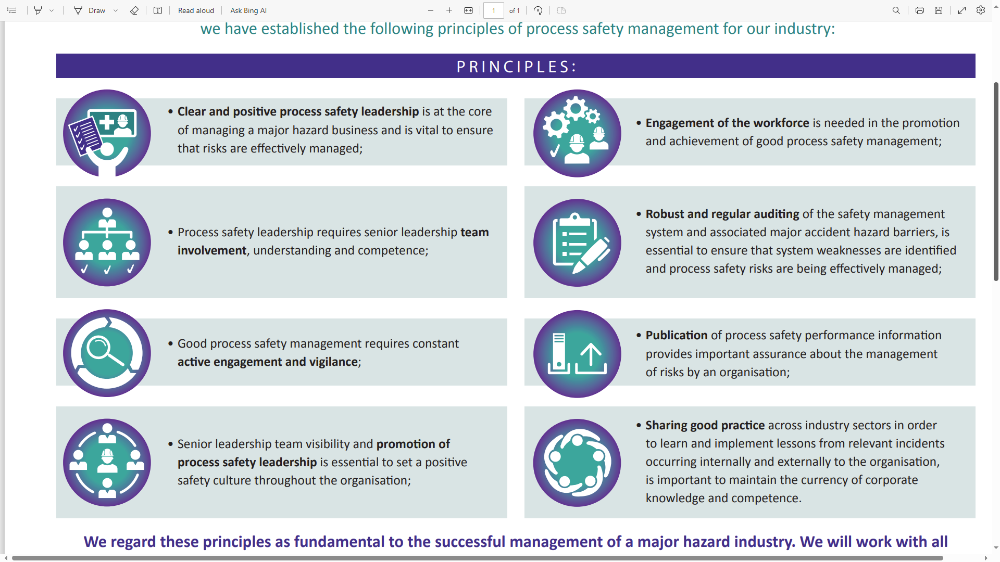 Draw
Read aloud
Ask Bing AI
1
of 1
we have established the following principles of process safety management for our industry:
PRINCIPLES:
• Clear and positive process safety leadership is at the core
of managing a major hazard business and is vital to ensure
that risks are effectively managed;
• Process safety leadership requires senior leadership team
involvement, understanding and competence;
• Good process safety management requires constant
active engagement and vigilance;
• Senior leadership team visibility and promotion of
process safety leadership is essential to set a positive
safety culture throughout the organisation;
• Engagement of the workforce is needed in the promotion
and achievement of good process safety management;
• Robust and regular auditing of the safety management
system and associated major accident hazard barriers, is
essential to ensure that system weaknesses are identified
and process safety risks are being effectively managed;
• Publication of process safety performance information
provides important assurance about the management
of risks by an organisation;
• Sharing good practice across industry sectors in order
to learn and implement lessons from relevant incidents
occurring internally and externally to the organisation,
is important to maintain the currency of corporate
knowledge and competence.
We regard these principles as fundamental to the successful management of a major hazard industry. We will work with all